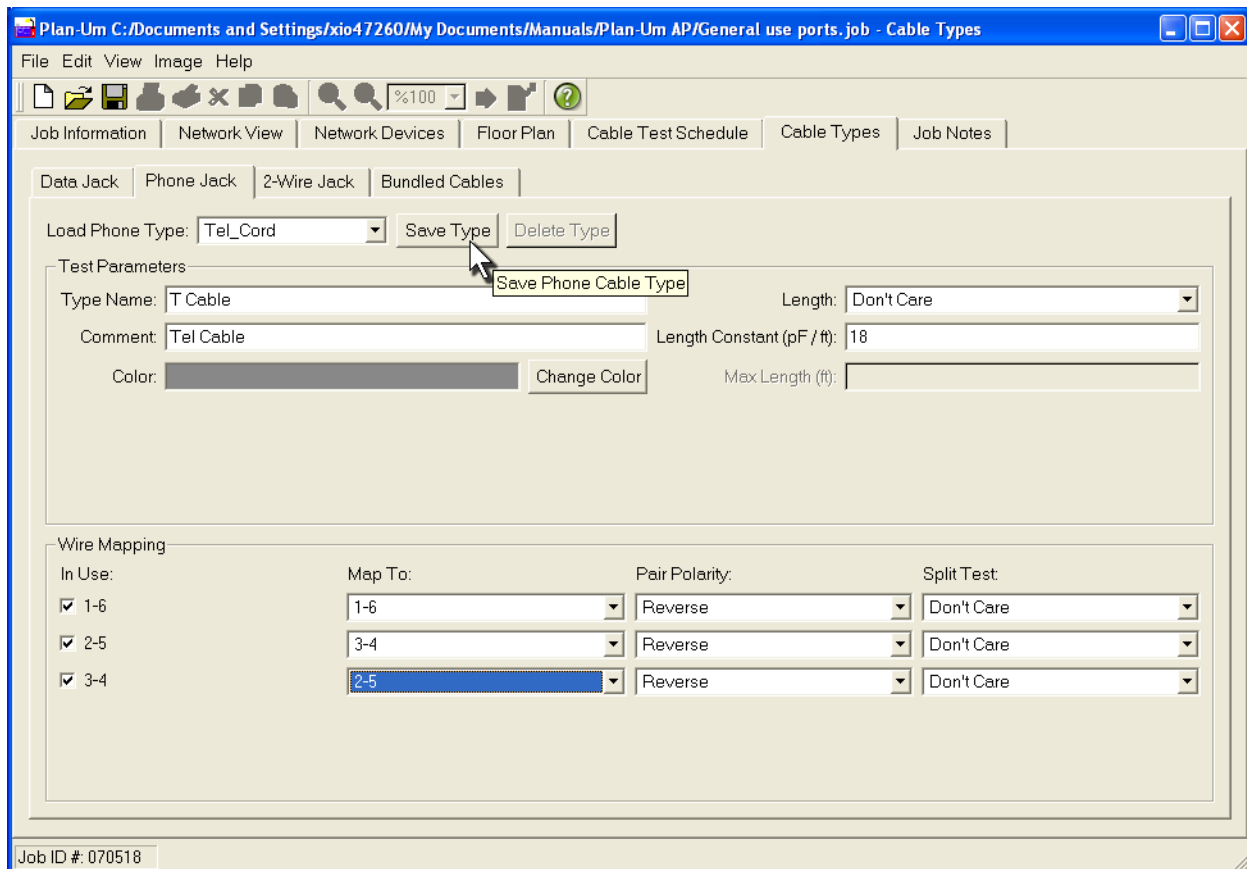 Plan-Um C:/Documents and Settings/xio47260/My Documents/Manuals/Plan-Um AP/General use ports.job - Cable Types
File Edit View Image Help
%100
Job Information Network View Network Devices Floor Plan Cable Test Schedule Cable Types Job Notes
Data Jack Phone Jack 2-Wire Jack Bundled Cables
Load Phone Type: Tel_Cord Save Type Delete Type
Save Phone Cable Type
Test Parameters
Type Name: T Cable Length: Don't Care
Comment: Tel Cable Length Constant (pF / ft): 18
Color: Change Color Max Length (ft):
Wire Mapping
In Use: Map To: Pair Polarity: Split Test:
1-6 1-6 Reverse Don't Care
2-5 3-4 Reverse Don't Care
3-4 2-5 Reverse Don't Care
Job ID #: 070518